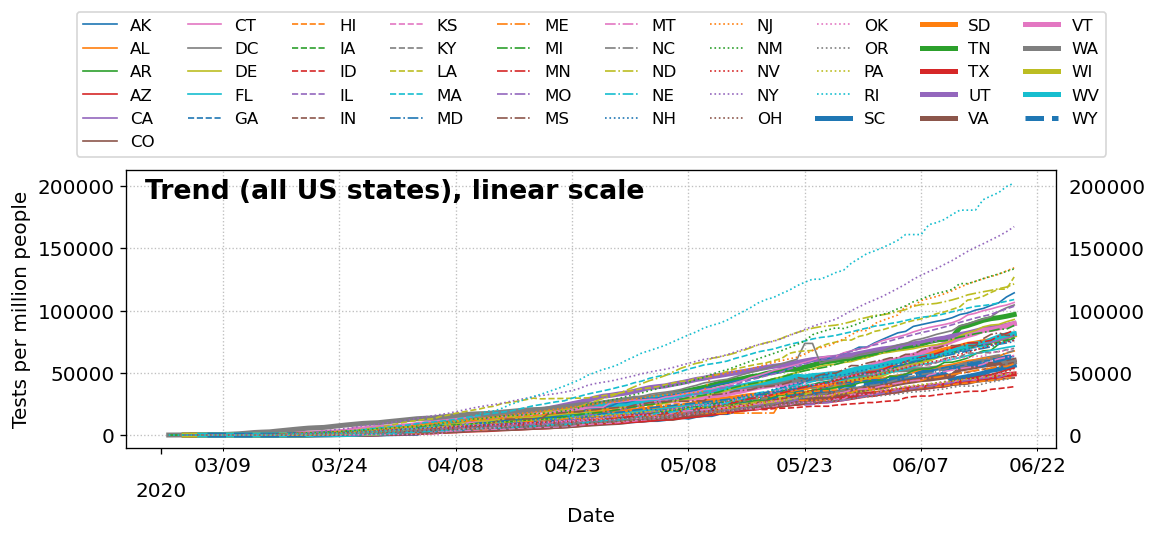 AK CT HI KS ME MT NJ OK SD VT
AL DC IA KY MI NC NM OR TN WA
AR DE ID LA MN ND NV PA TX WI
AZ FL IL MA MO NE NY RI UT WV
CA GA IN MD MS NH OH SC VA WY
CO
Trend (all US states), linear scale
200000 200000
150000 150000
100000 100000
50000 50000
0 0
Tests per million people
03/09 03/24 04/08 04/23 05/08 05/23 06/07 06/22
2020
Date